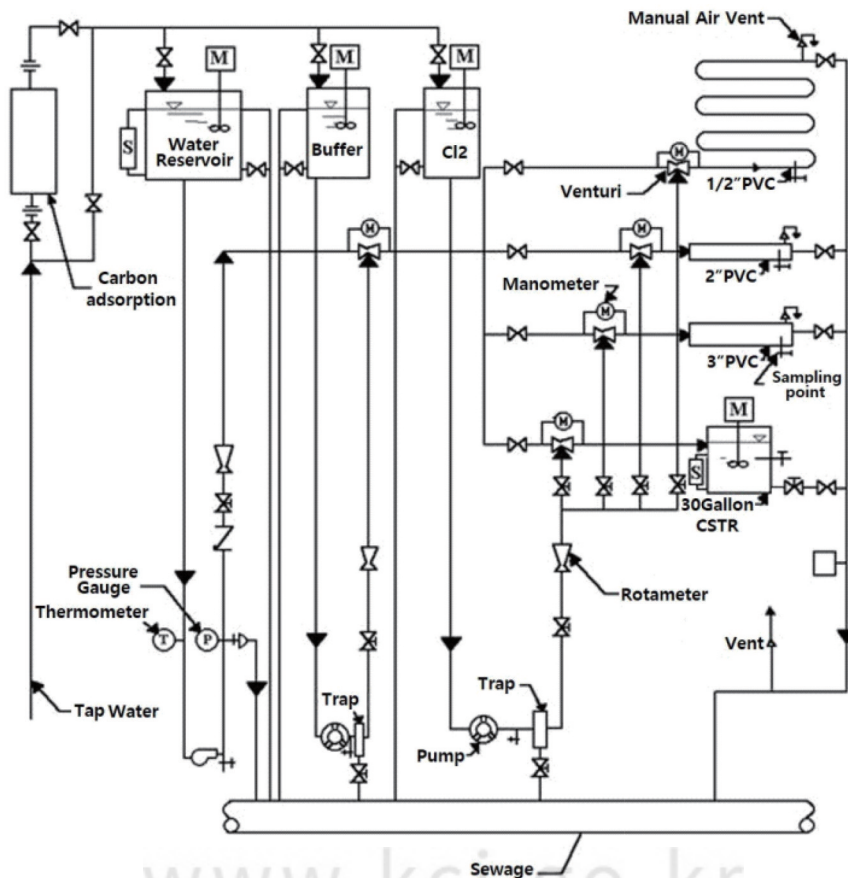 Manual Air Vent
M
M
M
S
Water
Reservoir
Buffer
Cl2
M
Venturi
1/2"PVC
M
M
Carbon
adsorption
Manometer
2"PVC
M
3"PVC
Sampling
point
M
M
S
30Gallon
CSTR
Pressure
Gauge
Thermometer
T
P
Rotameter
Vent
Tap Water
Trap
Trap
Pump
Sewage
www.kci.go.kr